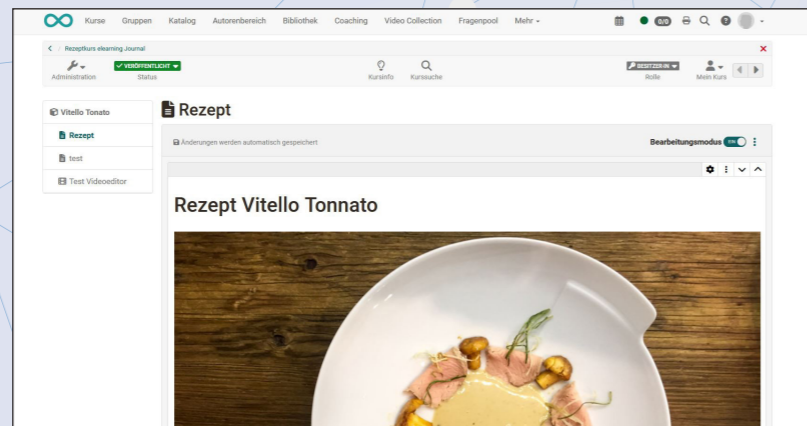 Kurse Gruppen Katalog Autorenbereich Bibliothek Coaching Video Collection Fragenpool Mehr
0/0
Rezeptkurs elearning Journal
Administration
VERÖFFENTLICHT
Status
Kursinfo
Kurssuche
BESITZER:IN
Rolle
Mein Kurs
Vitello Tonato
Rezept
test
Test Videoeditor
Rezept
Änderungen werden automatisch gespeichert
Bearbeitungsmodus
Rezept Vitello Tonnato